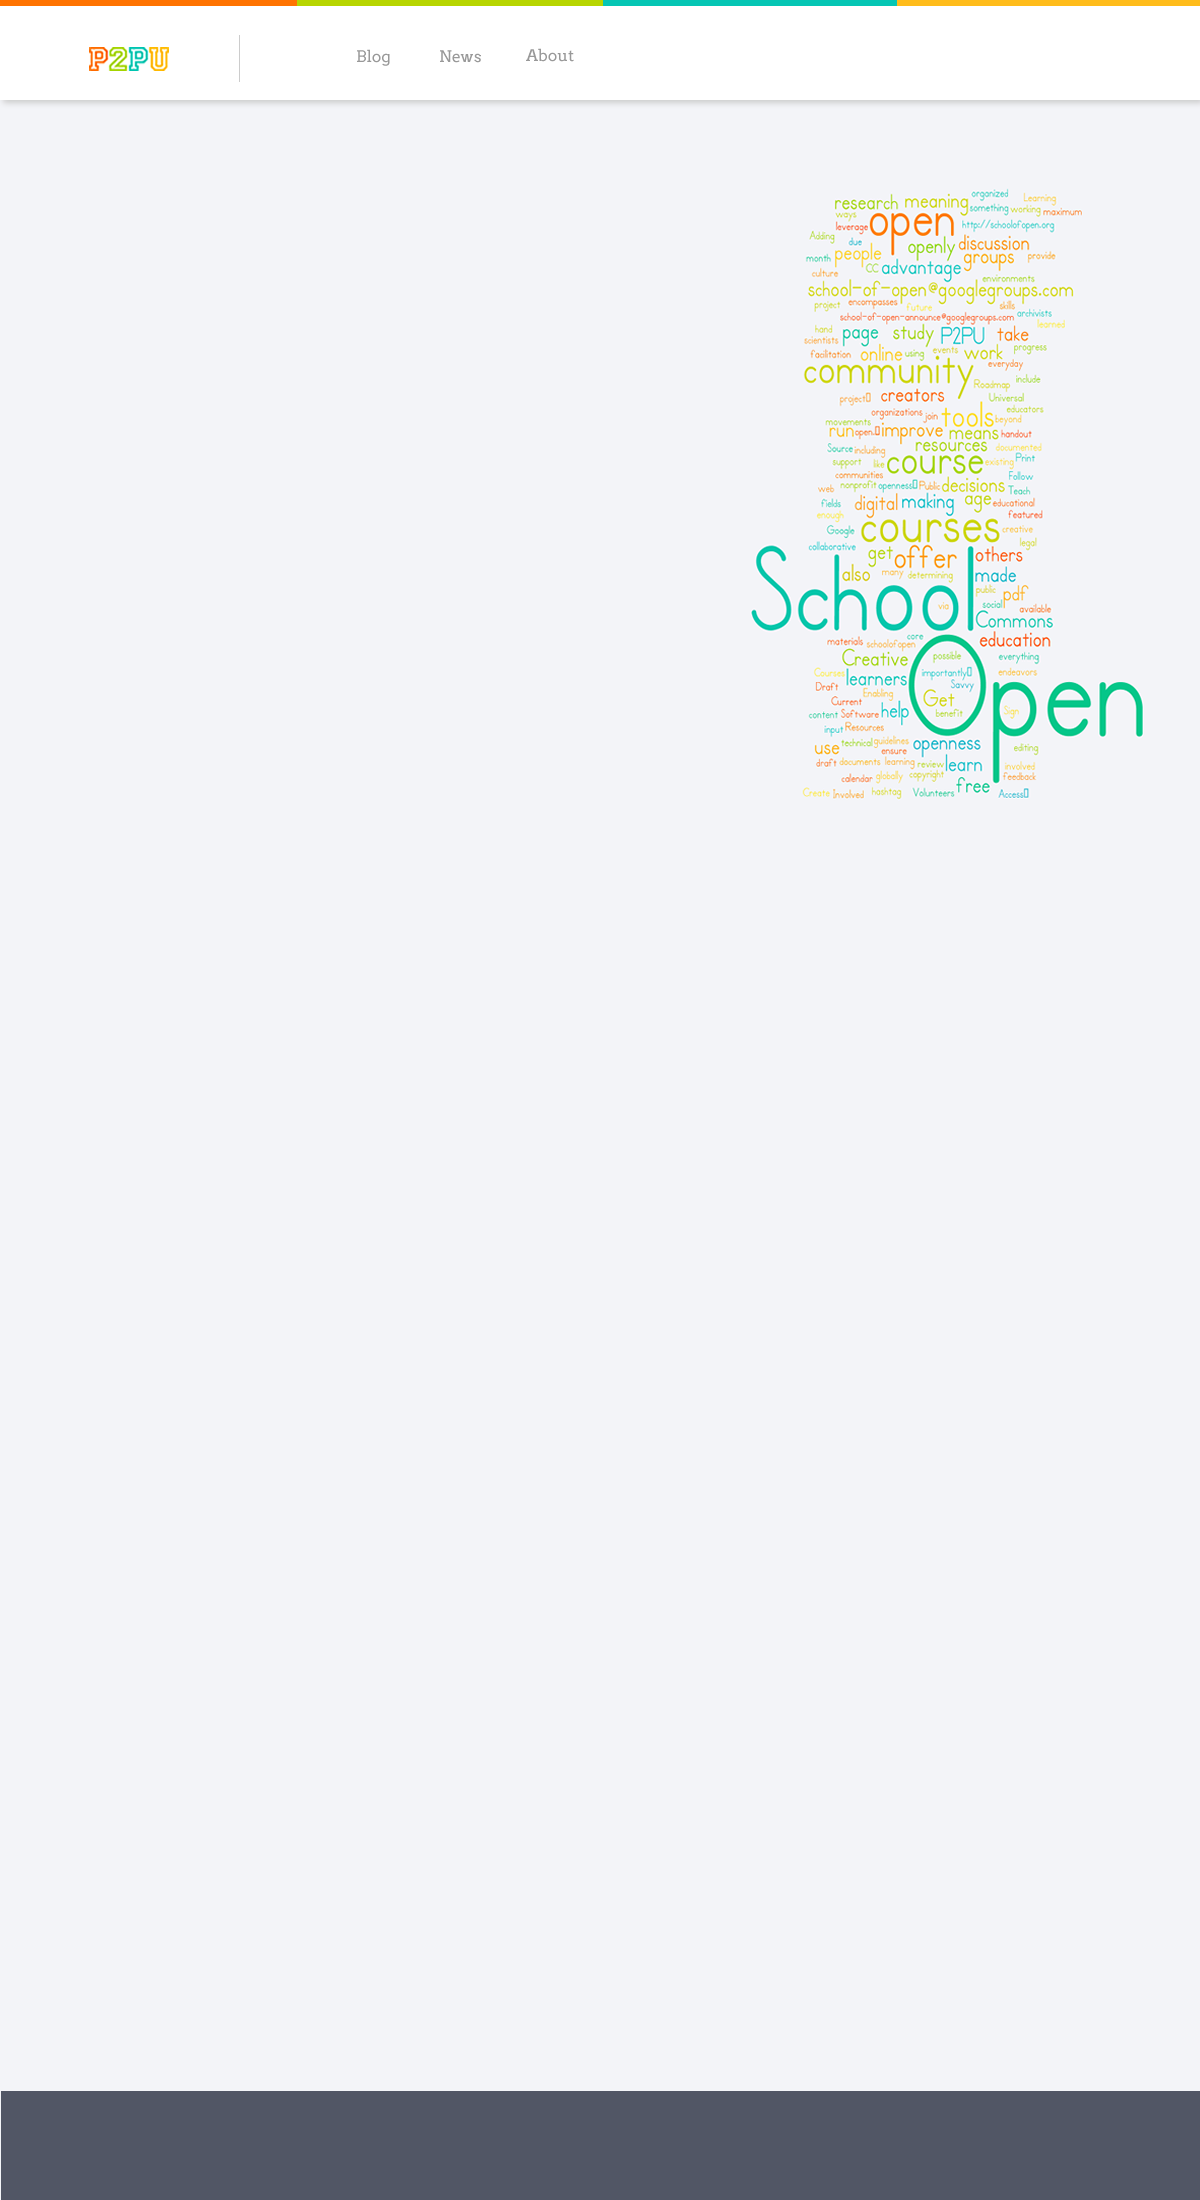 P2PU
Blog News About
organized
research meaning Learning
something working maximum
ways open
leverage http://schoolofopen.org
Adding due openly discussion
month people groups provide
CC advantage
culture environments
school-of-open@googlegroups.com
project encompasses future skills
school-of-open-announce@googlegroups.com archivists
hand page study P2PU take learned
scientists
facilitation online using events work progress
community everyday
Roadmap include
project creators Universal
organizations join tools educators
movements beyond
run open. improve means handout
Source including resources documented
support like course existing Print
communities Follow
web nonprofit openness Public decisions Teach
fields digital making age educational
enough featured
Google courses creative
collaborative legal
School get offer others
also many determining made
public pdf
via social available
Commons
materials schoolofopen core education
Creative possible everything
Courses learners importantly endeavors
Draft Enabling Savvy
Current Get Open
content Software help benefit Sign
input Resources
use technical guidelines openness editing
ensure
draft documents learning review learn involved
calendar globally copyright feedback
Create Involved hashtag Volunteers free Access